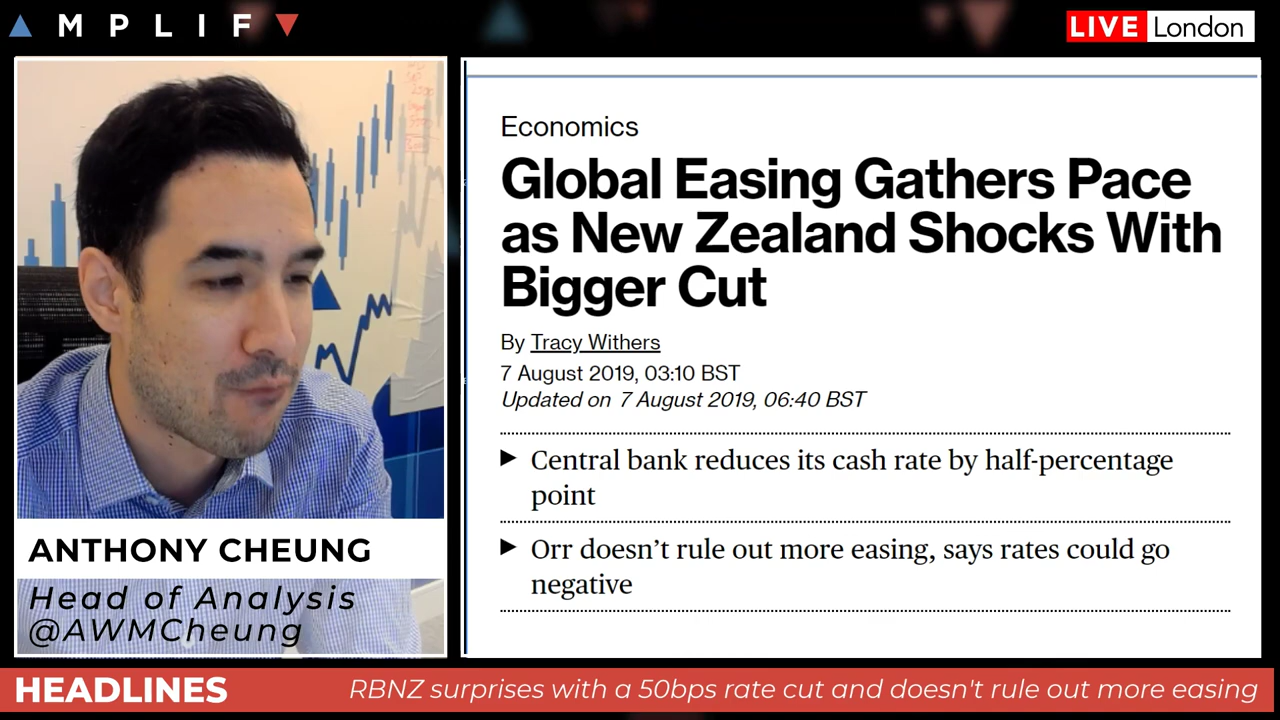 AMPLIFY
LIVE London
Economics
Global Easing Gathers Pace
as New Zealand Shocks With
Bigger Cut
By Tracy Withers
7 August 2019, 03:10 BST
Updated on 7 August 2019, 06:40 BST
Central bank reduces its cash rate by half-percentage
point
Orr doesn't rule out more easing, says rates could go
negative
ANTHONY CHEUNG
Head of Analysis
@AWMCheung
HEADLINES RBNZ surprises with a 50bps rate cut and doesn't rule out more easing